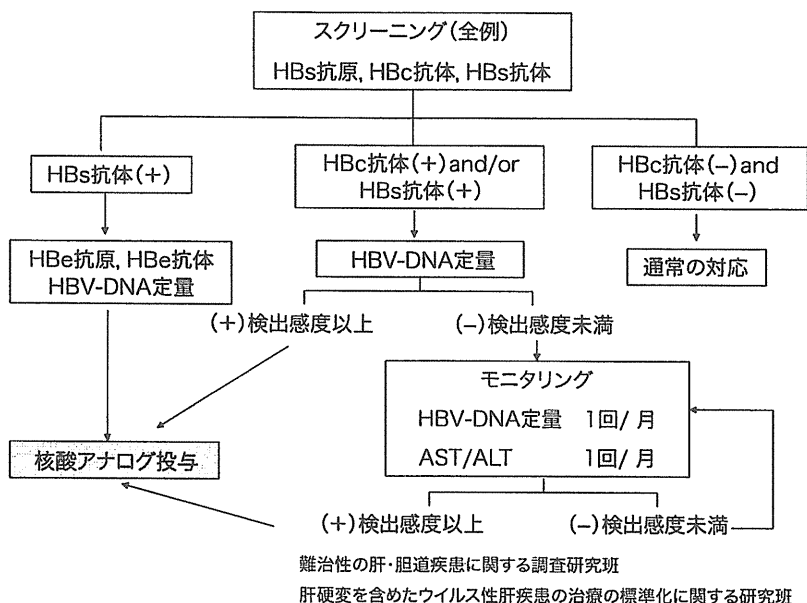 スクリーニング(全例)
HBs抗原, HBc抗体, HBs抗体
HBs抗体(+)
HBc抗体(+)and/or
HBs抗体(+)
HBc抗体(-)and
HBs抗体(-)
HBe抗原, HBe抗体
HBV-DNA定量
HBV-DNA定量
通常の対応
(+)検出感度以上
(-)検出感度未満
モニタリング
HBV-DNA定量 1回/月
AST/ALT 1回/月
核酸アナログ投与
(+)検出感度以上
(-)検出感度未満
難治性の肝・胆道疾患に関する調査研究班
肝硬変を含めたウイルス性肝疾患の治療の標準化に関する研究班